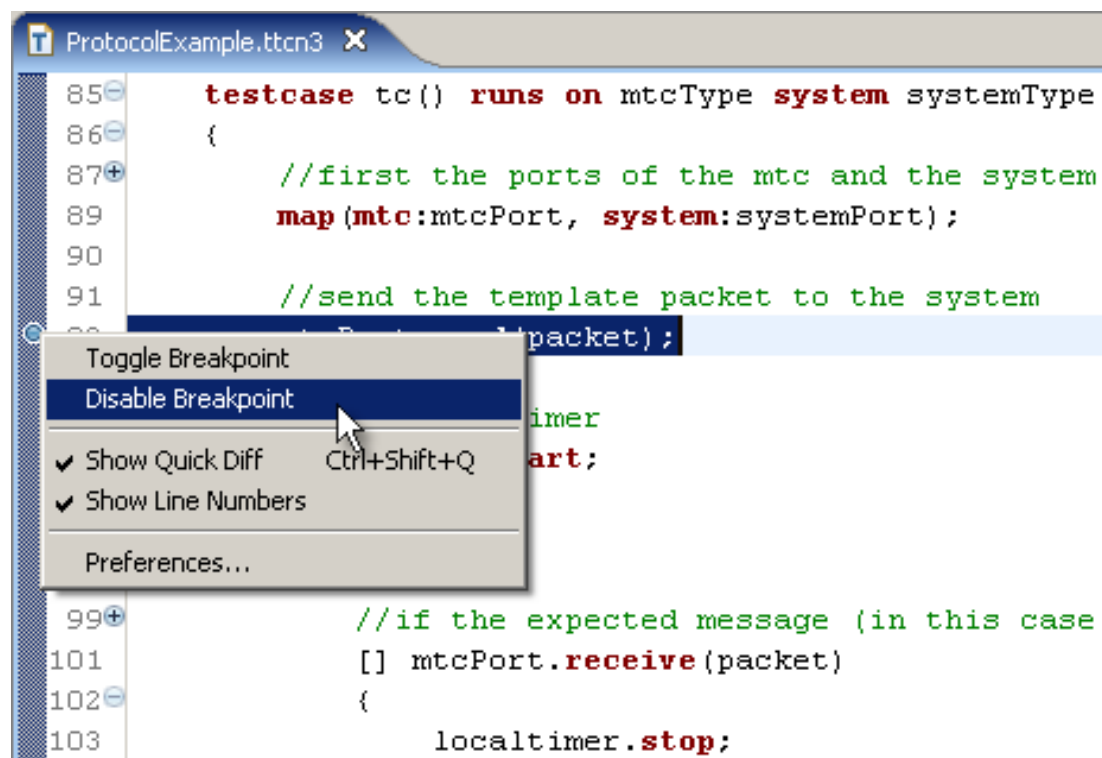 ProtocolExample.ttcn3
85 testcase tc() runs on mtcType system systemType
86 {
87 //first the ports of the mtc and the system
89 map(mtc:mtcPort, system:systemPort);
90
91 //send the template packet to the system
packet);
Toggle Breakpoint
Disable Breakpoint
imer
Show Quick Diff Ctrl+Shift+Q
art;
Show Line Numbers
Preferences...
99 //if the expected message (in this case
101 [] mtcPort.receive(packet)
102 {
103 localtimer.stop;